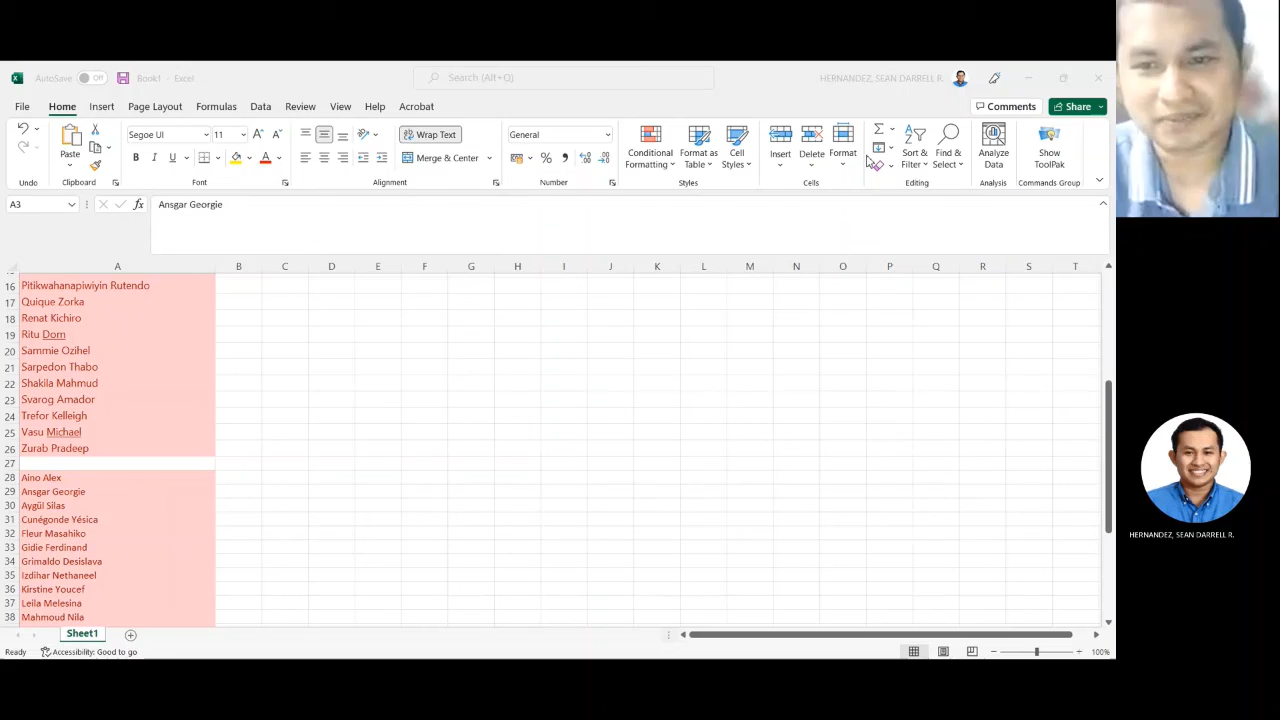 AutoSave Off Book1 - Excel Search (Alt+Q) HERNANDEZ, SEAN DARRELL R.
File Home Insert Page Layout Formulas Data Review View Help Acrobat Comments Share
Segoe UI 11 Wrap Text General
Paste B I U A Merge & Center % Conditional Formatting Format as Table Cell Styles Insert Delete Format Sort & Filter Find & Select Analyze Data Show ToolPak
Undo Clipboard Font Alignment Number Styles Cells Editing Analysis Commands Group
A3 fx Ansgar Georgie
A B C D E F G H I J K L M N O P Q R S T
16 Pitikwahanapiwiyin Rutendo
17 Quique Zorka
18 Renat Kichiro
19 Ritu Dorn
20 Sammie Ozihel
21 Sarpedon Thabo
22 Shakila Mahmud
23 Svarog Amador
24 Trefor Kelleigh
25 Vasu Michael
26 Zurab Pradeep
27
28 Aino Alex
29 Ansgar Georgie
30 Aygül Silas
31 Cunégonde Yésica
32 Fleur Masahiko
33 Gidie Ferdinand
34 Grimaldo Desislava
35 Izdihar Nethaneel
36 Kirstine Youcef
37 Leila Melesina
38 Mahmoud Nila
Sheet1
Ready Accessibility: Good to go 100%
HERNANDEZ, SEAN DARRELL R.